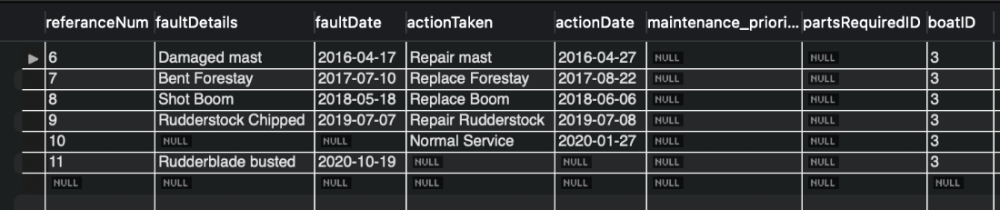 referanceNum faultDetails faultDate actionTaken actionDate maintenance_priori... partsRequiredID boatID
6 Damaged mast 2016-04-17 Repair mast 2016-04-27 NULL NULL 3
7 Bent Forestay 2017-07-10 Replace Forestay 2017-08-22 NULL NULL 3
8 Shot Boom 2018-05-18 Replace Boom 2018-06-06 NULL NULL 3
9 Rudderstock Chipped 2019-07-07 Repair Rudderstock 2019-07-08 NULL NULL 3
10 NULL NULL Normal Service 2020-01-27 NULL NULL 3
11 Rudderblade busted 2020-10-19 NULL NULL NULL NULL 3
NULL NULL NULL NULL NULL NULL NULL NULL